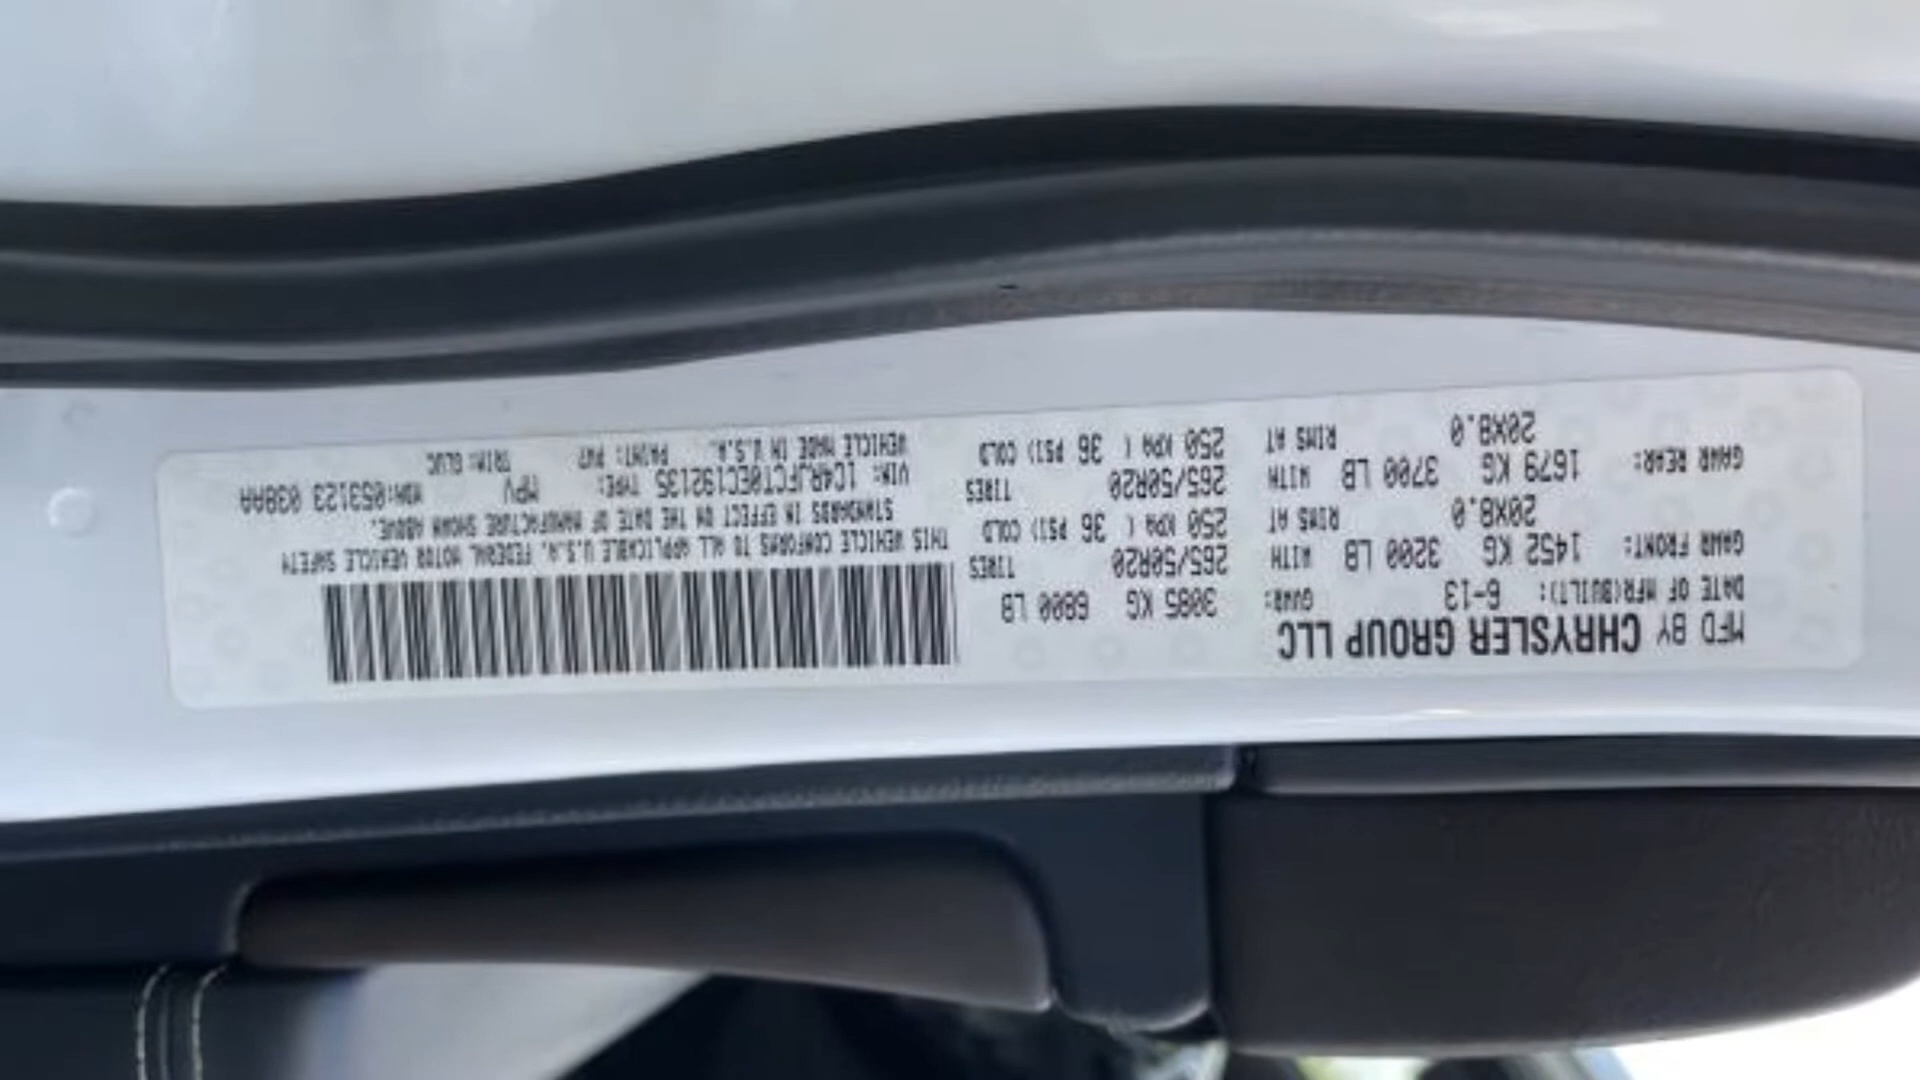 MFD BY CHRYSLER GROUP LLC
DATE OF MFR(BUILT): 6-13 GVWR: 3085 KG 6800 LB
GAWR FRONT: 1452 KG 3200 LB WITH 265/50R20 TIRES
20X8.0 RIMS AT 250 KPA ( 36 PSI) COLD
GAWR REAR: 1679 KG 3700 LB WITH 265/50R20 TIRES
20X8.0 RIMS AT 250 KPA ( 36 PSI) COLD
THIS VEHICLE CONFORMS TO ALL APPLICABLE U.S.A. FEDERAL MOTOR VEHICLE SAFETY
STANDARDS IN EFFECT ON THE DATE OF MANUFACTURE SHOWN ABOVE.
VIN: 1C4RJFCT0EC192135 TYPE: MPV MDH:053123 038AA
VEHICLE MADE IN U.S.A. PAINT: PW7 TRIM: